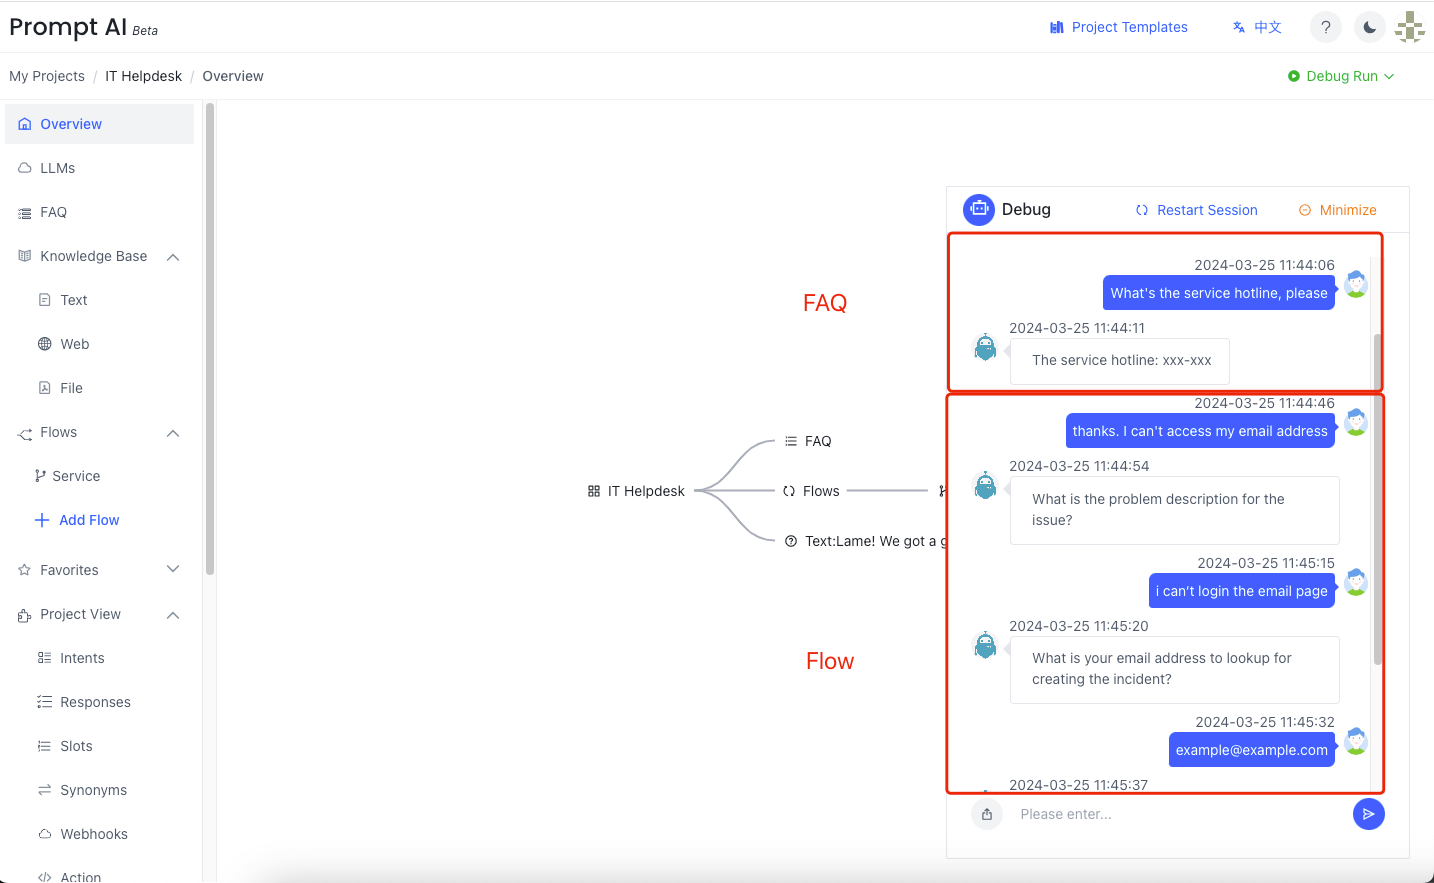 Prompt AI Beta
Project Templates
中文
?
My Projects / IT Helpdesk / Overview
Debug Run
Overview
LLMs
FAQ
Knowledge Base
Text
Web
File
Flows
Service
Add Flow
Favorites
Project View
Intents
Responses
Slots
Synonyms
Webhooks
Action
IT Helpdesk
FAQ
Flows
Text:Lame! We got a g
FAQ
Flow
Debug
Restart Session
Minimize
2024-03-25 11:44:06
What's the service hotline, please
2024-03-25 11:44:11
The service hotline: xxx-xxx
2024-03-25 11:44:46
thanks. I can't access my email address
2024-03-25 11:44:54
What is the problem description for the
issue?
2024-03-25 11:45:15
i can't login the email page
2024-03-25 11:45:20
What is your email address to lookup for
creating the incident?
2024-03-25 11:45:32
example@example.com
2024-03-25 11:45:37
Please enter...